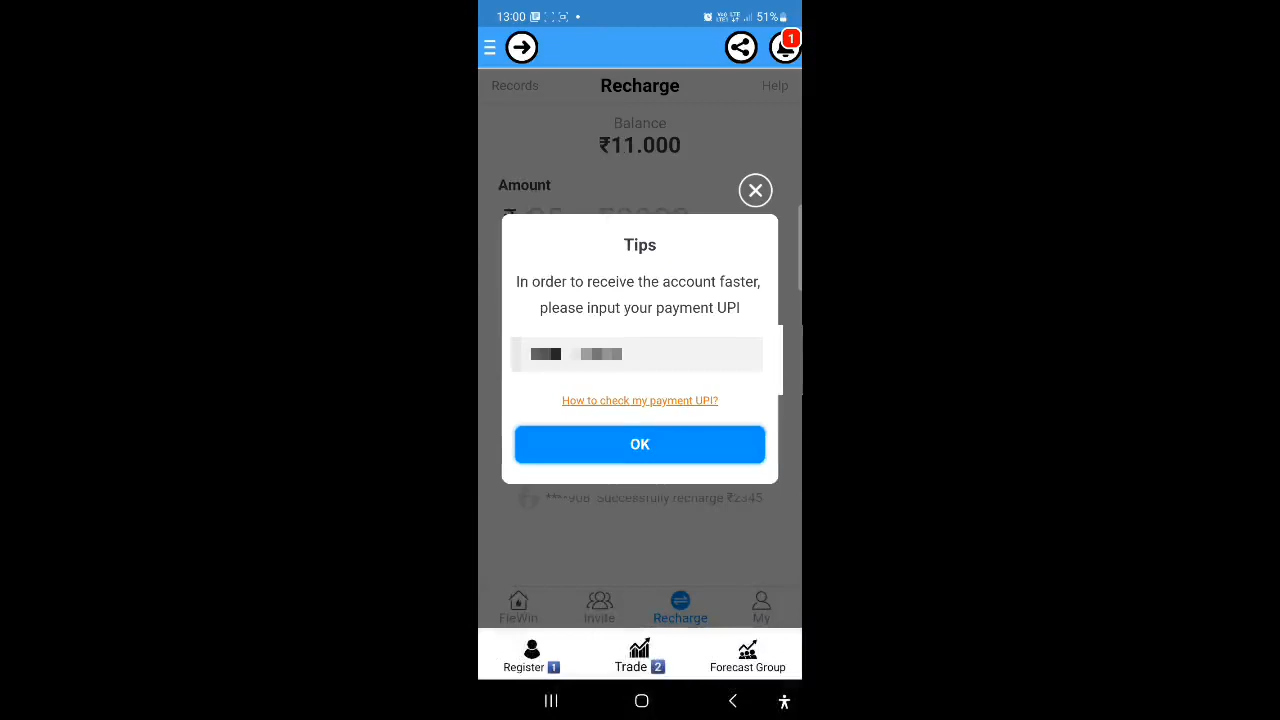 13:00 51%
1
Records Recharge Help
Balance
₹11.000
Amount
Tips
In order to receive the account faster,
please input your payment UPI
How to check my payment UPI?
OK
Successfully recharge ₹2345
FieWin Invite Recharge My
Register 1 Trade 2 Forecast Group